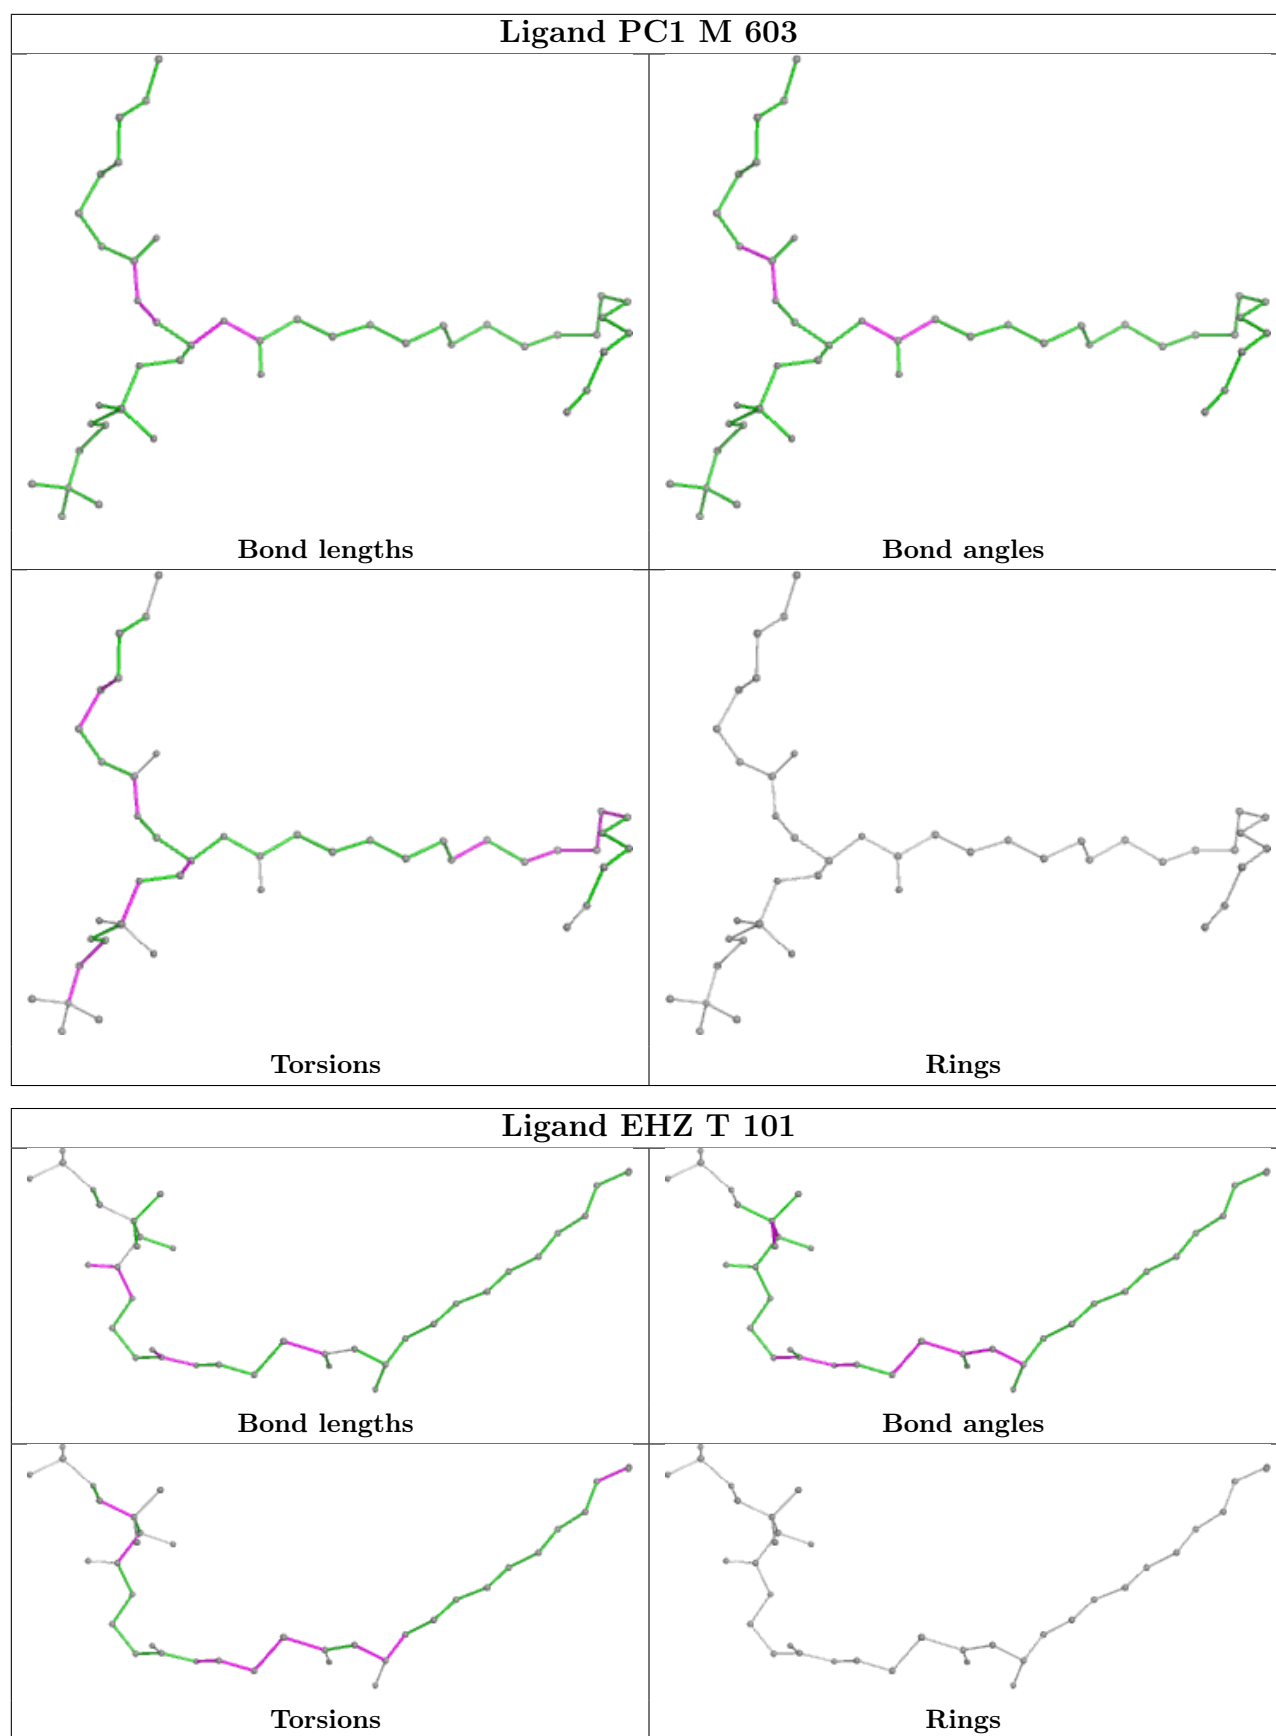 Ligand PC1 M 603
Bond lengths
Bond angles
Torsions
Rings
Ligand EHZ T 101
Bond lengths
Bond angles
Torsions
Rings